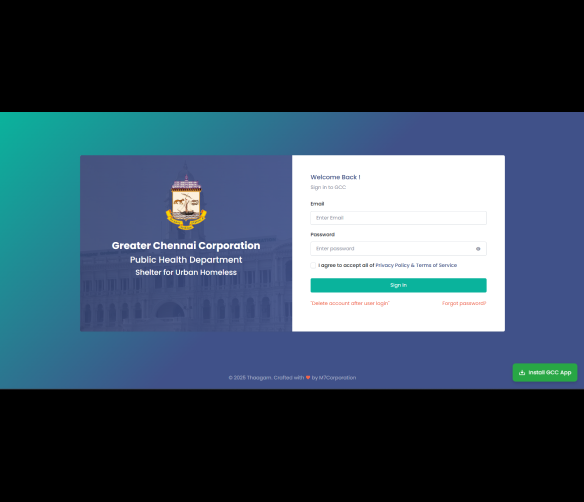 Greater Chennai Corporation
Public Health Department
Shelter for Urban Homeless
Welcome Back !
Sign in to GCC
Email
Enter Email
Password
Enter password
I agree to accept all of Privacy Policy & Terms of Service
Sign In
"Delete account after user login" Forgot password?
© 2025 Thaagam. Crafted with ❤ by M7Corporation
Install GCC App